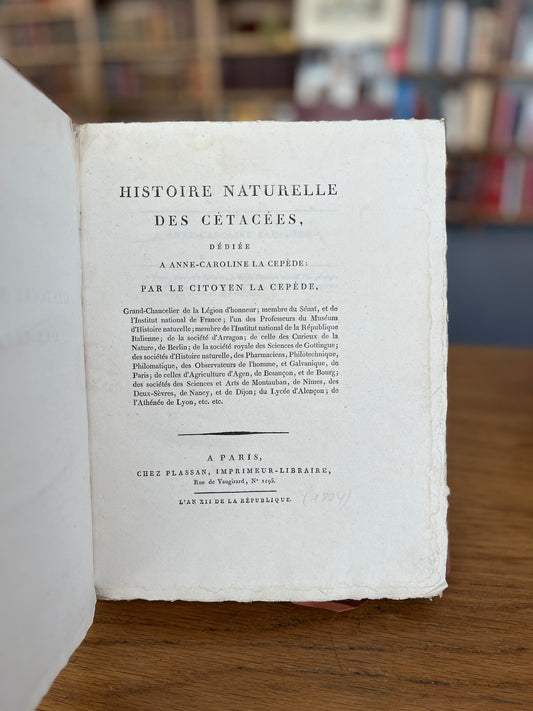 HISTOIRE NATURELLE
DES CÉTACÉES,
DÉDIÉE
A ANNE-CAROLINE LA CEPÈDE:
PAR LE CITOYEN LA CEPÈDE,
Grand-Chancelier de la Légion d'honneur; membre du Sénat, et de
l'Institut national de France; l'un des Professeurs du Muséum
d'Histoire naturelle; membre de l'Institut national de la République
Italienne; de la société d'Arragon; de celle des Curieux de la
Nature, de Berlin; de la société royale des Sciences de Gottingue;
des sociétés d'Histoire naturelle, des Pharmaciens, Philotechnique,
Philomatique, des Observateurs de l'homme, et Galvanique, de
Paris; de celles d'Agriculture d'Agen, de Besançon, et de Bourg;
des sociétés des Sciences et Arts de Montauban, de Nîmes, des
Deux-Sèvres, de Nancy, et de Dijon; du Lycée d'Alençon; de
l'Athénée de Lyon, etc. etc.
A PARIS,
CHEZ PLASSAN, IMPRIMEUR-LIBRAIRE,
Rue de Vaugirard, N° 1195.
L'AN XII DE LA RÉPUBLIQUE. (1804)